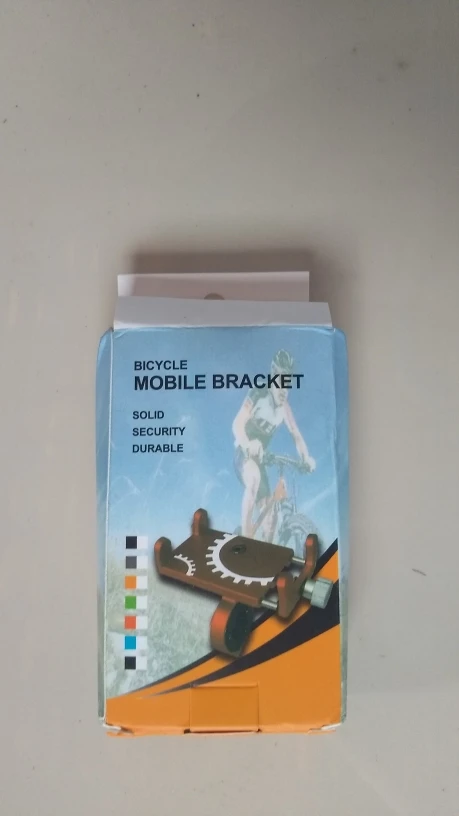 BICYCLE
MOBILE BRACKET
SOLID
SECURITY
DURABLE